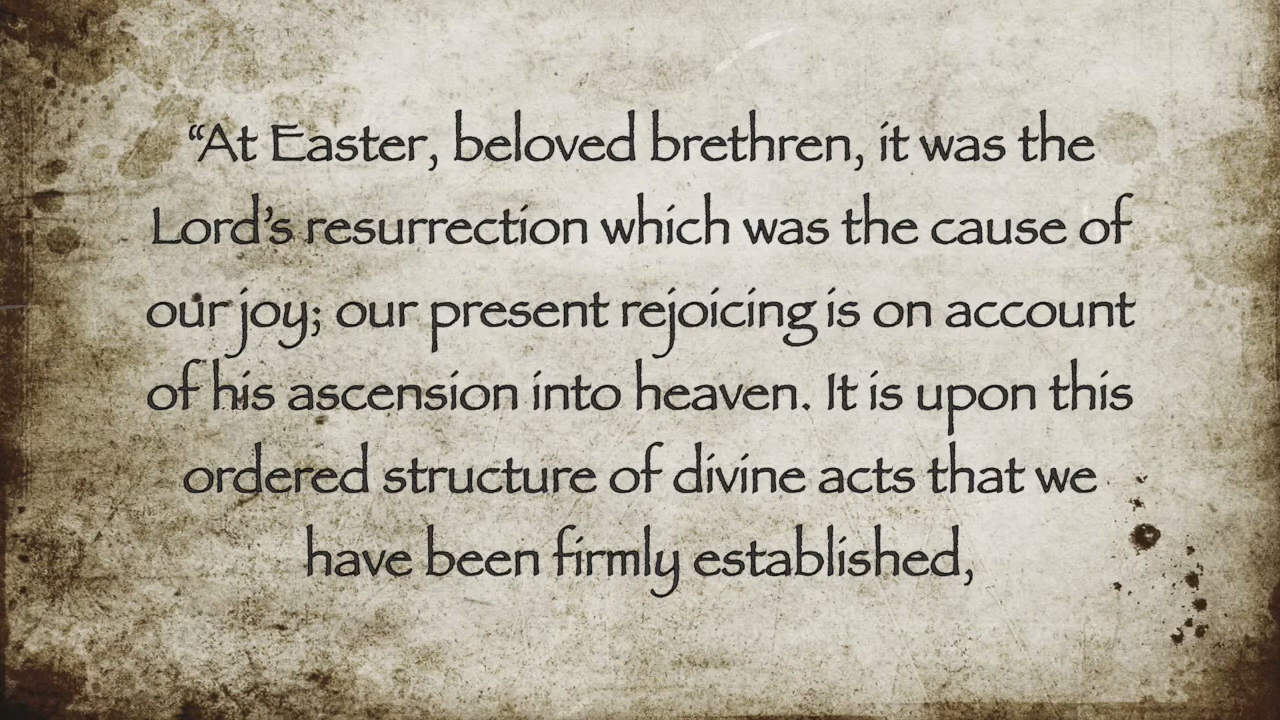 “At Easter, beloved brethren, it was the
Lord’s resurrection which was the cause of
our joy; our present rejoicing is on account
of his ascension into heaven. It is upon this
ordered structure of divine acts that we
have been firmly established,